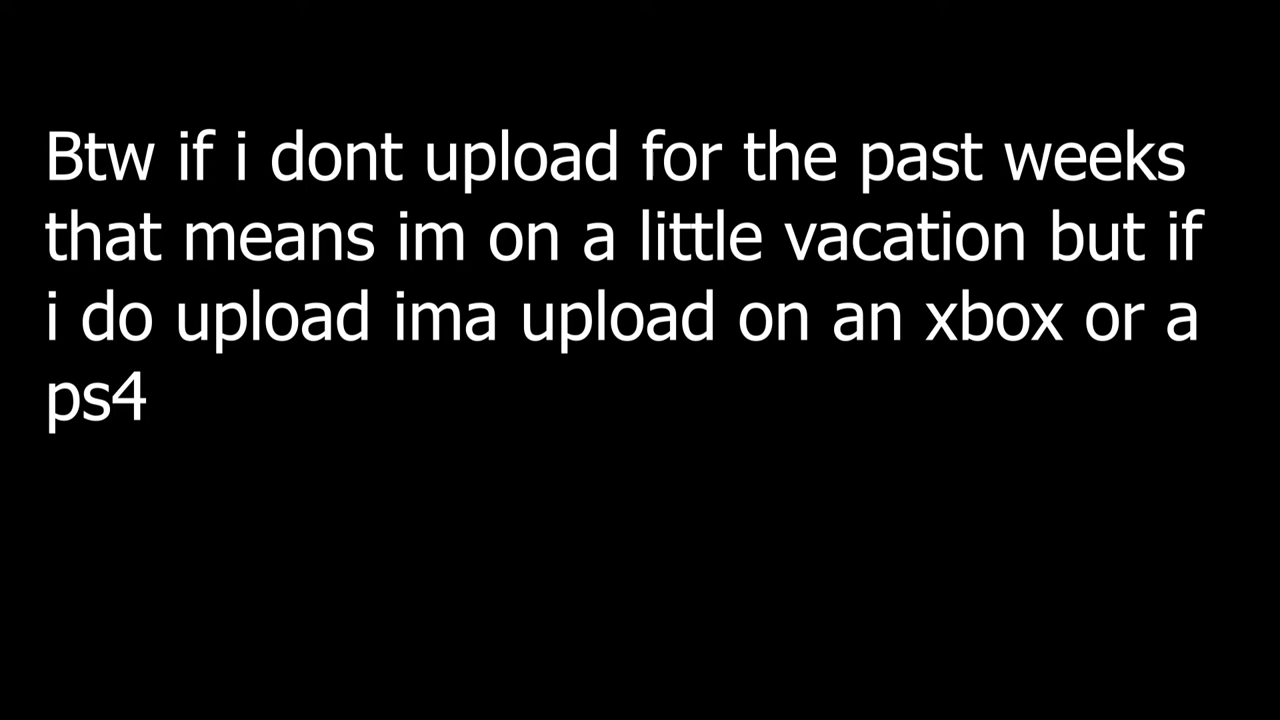 Btw if i dont upload for the past weeks
that means im on a little vacation but if
i do upload ima upload on an xbox or a
ps4